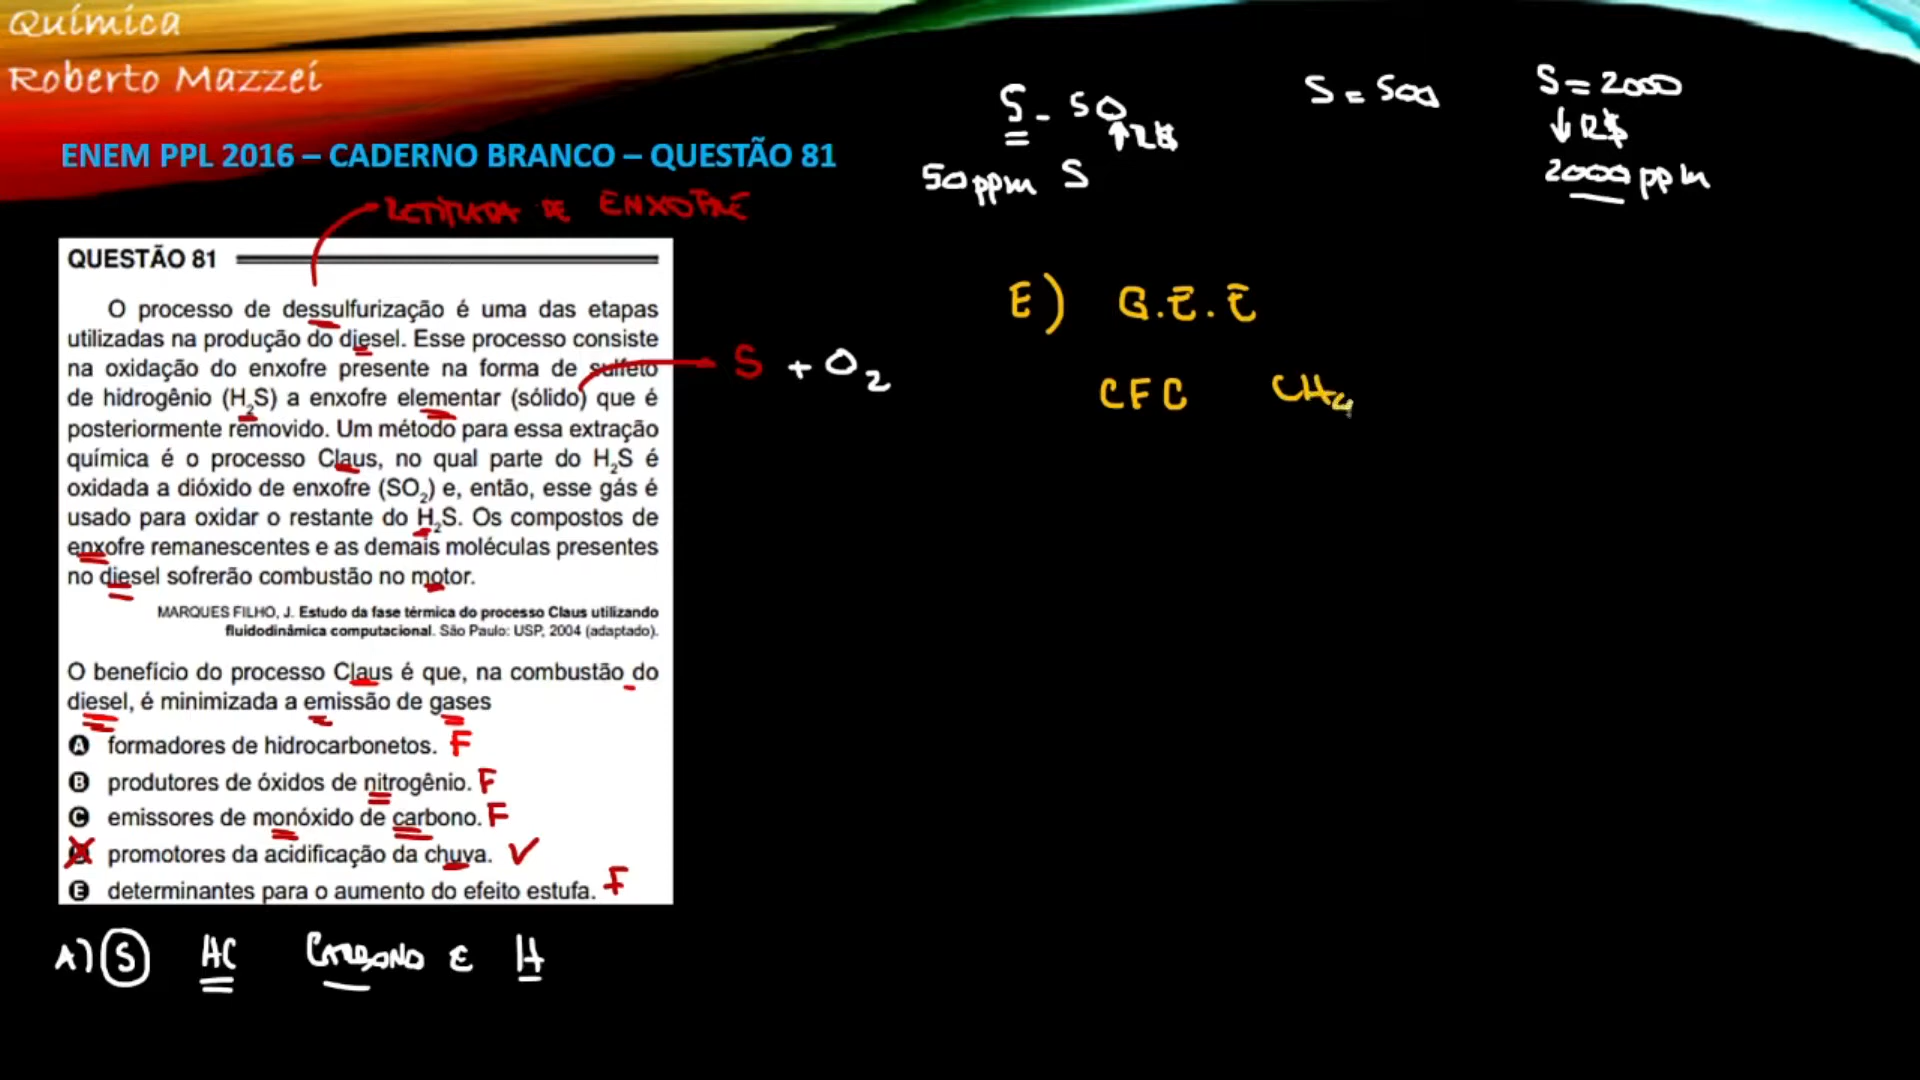 Química
Roberto Mazzei
ENEM PPL 2016 – CADERNO BRANCO – QUESTÃO 81
RETIRADA DE ENXOFRE
QUESTÃO 81
O processo de dessulfurização é uma das etapas
utilizadas na produção do diesel. Esse processo consiste
na oxidação do enxofre presente na forma de sulfeto
de hidrogênio (H₂S) a enxofre elementar (sólido) que é
posteriormente removido. Um método para essa extração
química é o processo Claus, no qual parte do H₂S é
oxidada a dióxido de enxofre (SO₂) e, então, esse gás é
usado para oxidar o restante do H₂S. Os compostos de
enxofre remanescentes e as demais moléculas presentes
no diesel sofrerão combustão no motor.
MARQUES FILHO, J. Estudo da fase térmica do processo Claus utilizando
fluidodinâmica computacional. São Paulo: USP, 2004 (adaptado).
O benefício do processo Claus é que, na combustão do
diesel, é minimizada a emissão de gases
A formadores de hidrocarbonetos. F
B produtores de óxidos de nitrogênio. F
C emissores de monóxido de carbono. F
promotores da acidificação da chuva. ✓
E determinantes para o aumento do efeito estufa. F
A) S HC CARBONO E H
S + O₂
S - 50 ↑R$
50 ppm S
S = 500
S = 2000
↓ R$
2000 ppm
E) G.E.E
CFC CH₄